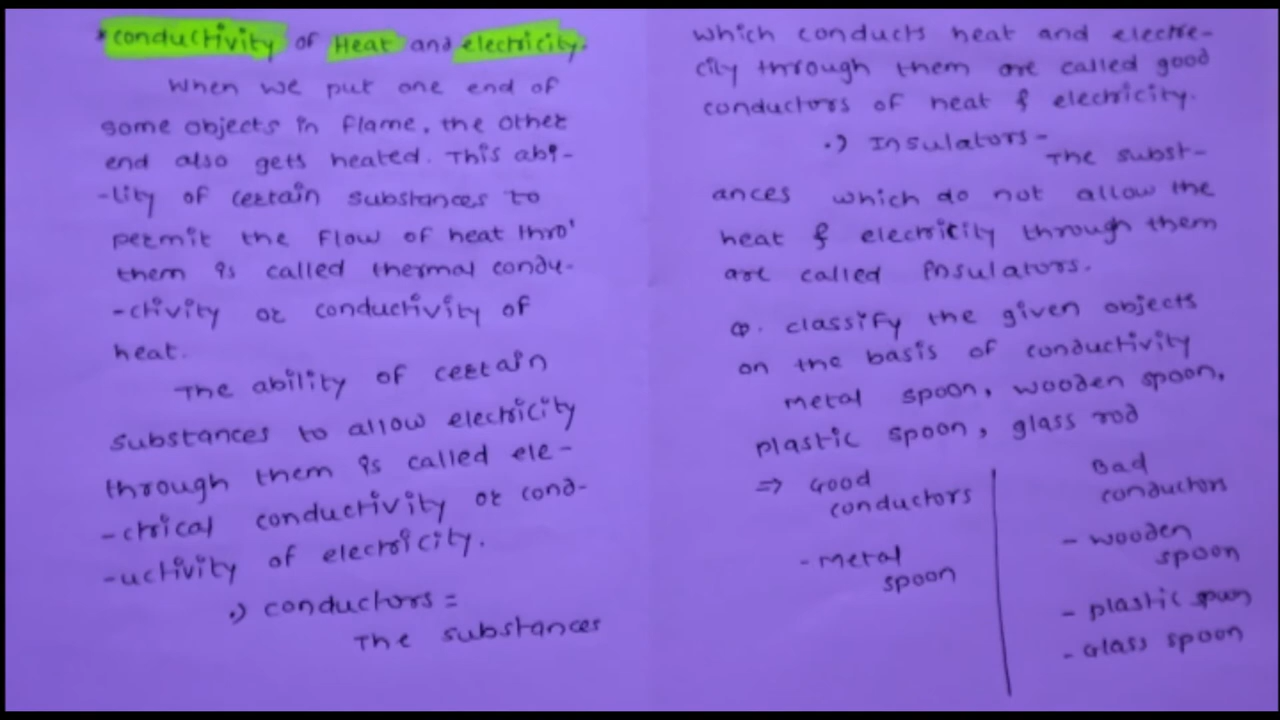 * conductivity of Heat and electricity.
When we put one end of
some objects in flame, the other
end also gets heated. This abi-
-lity of certain substances to
permit the flow of heat thro'
them is called thermal condu-
-ctivity or conductivity of
heat.
The ability of certain
substances to allow electricity
through them is called ele-
-ctrical conductivity or cond-
-uctivity of electricity.
.) conductors =
The substances
which conducts heat and electri-
city through them are called good
conductors of heat & electricity.
.) Insulators -
The subst-
ances which do not allow the
heat & electricity through them
are called insulators.
Q. classify the given objects
on the basis of conductivity
metal spoon, wooden spoon,
plastic spoon, glass rod
⇒ Good
conductors
- metal
spoon
Bad
conductors
- wooden
spoon
- plastic spoon
- Glass spoon